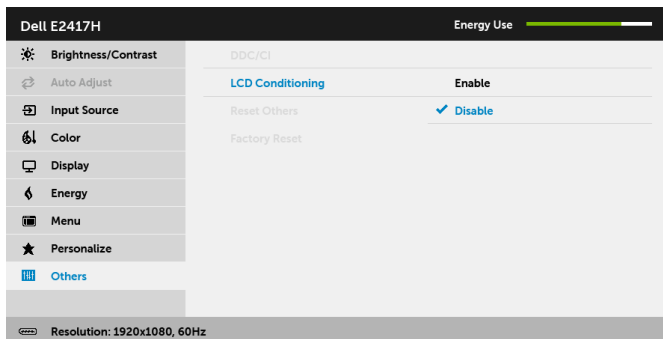 Dell E2417H Energy Use
Brightness/Contrast DDC/CI
Auto Adjust LCD Conditioning Enable
Input Source Reset Others Disable
Color Factory Reset
Display
Energy
Menu
Personalize
Others
Resolution: 1920x1080, 60Hz